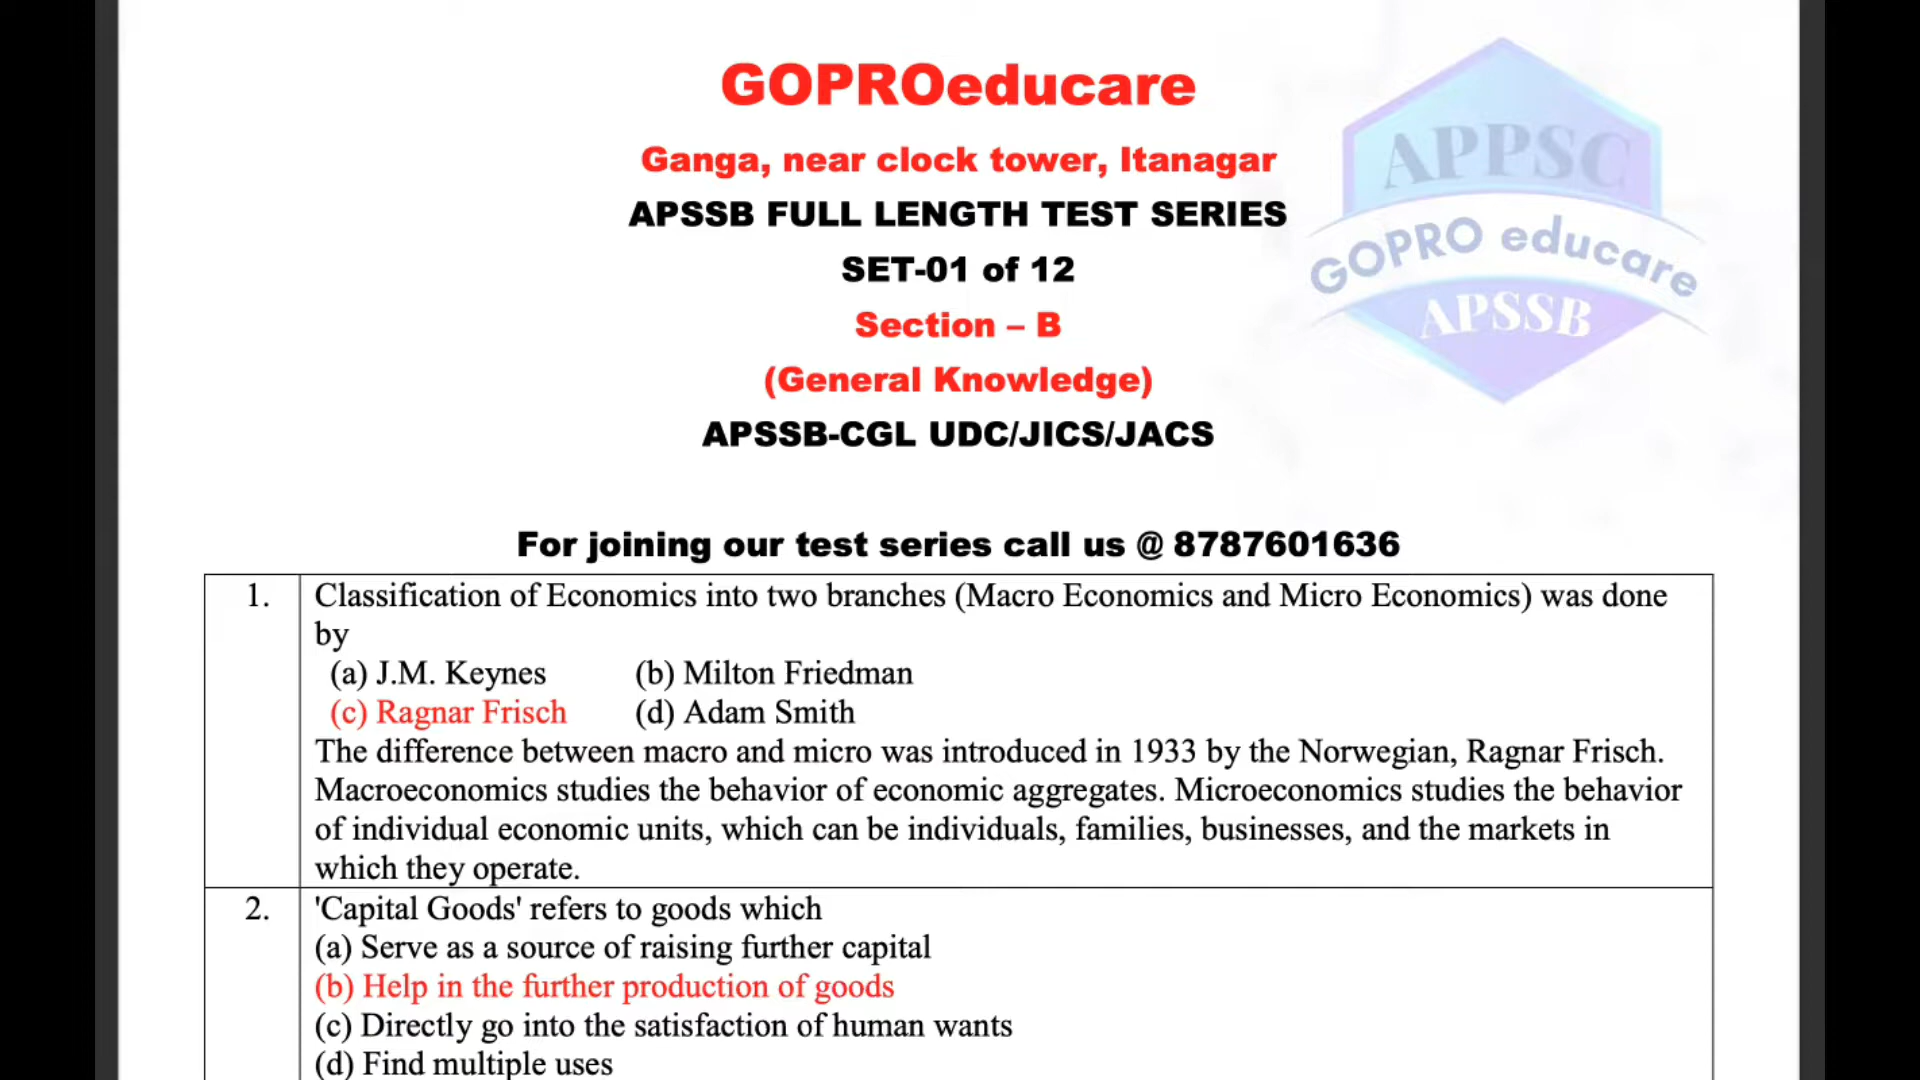 GOPROeducare
Ganga, near clock tower, Itanagar
APSSB FULL LENGTH TEST SERIES
SET-01 of 12
Section – B
(General Knowledge)
APSSB-CGL UDC/JICS/JACS
APPSC
GOPRO educare
APSSB
For joining our test series call us @ 8787601636
1. Classification of Economics into two branches (Macro Economics and Micro Economics) was done
by
(a) J.M. Keynes (b) Milton Friedman
(c) Ragnar Frisch (d) Adam Smith
The difference between macro and micro was introduced in 1933 by the Norwegian, Ragnar Frisch.
Macroeconomics studies the behavior of economic aggregates. Microeconomics studies the behavior
of individual economic units, which can be individuals, families, businesses, and the markets in
which they operate.
2. 'Capital Goods' refers to goods which
(a) Serve as a source of raising further capital
(b) Help in the further production of goods
(c) Directly go into the satisfaction of human wants
(d) Find multiple uses